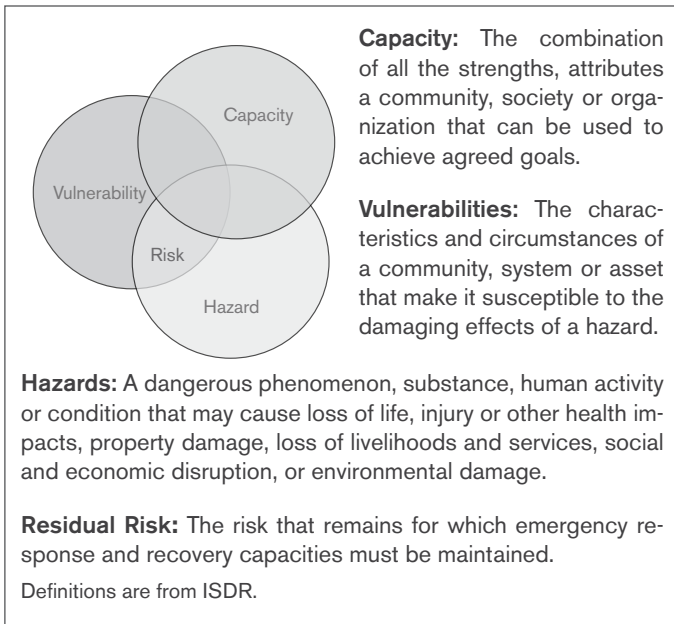 Capacity: The combination
of all the strengths, attributes
a community, society or orga-
nization that can be used to
achieve agreed goals.
Capacity
Vulnerability
Risk
Hazard
Vulnerabilities: The charac-
teristics and circumstances of
a community, system or asset
that make it susceptible to the
damaging effects of a hazard.
Hazards: A dangerous phenomenon, substance, human activity
or condition that may cause loss of life, injury or other health im-
pacts, property damage, loss of livelihoods and services, social
and economic disruption, or environmental damage.
Residual Risk: The risk that remains for which emergency re-
sponse and recovery capacities must be maintained.
Definitions are from ISDR.